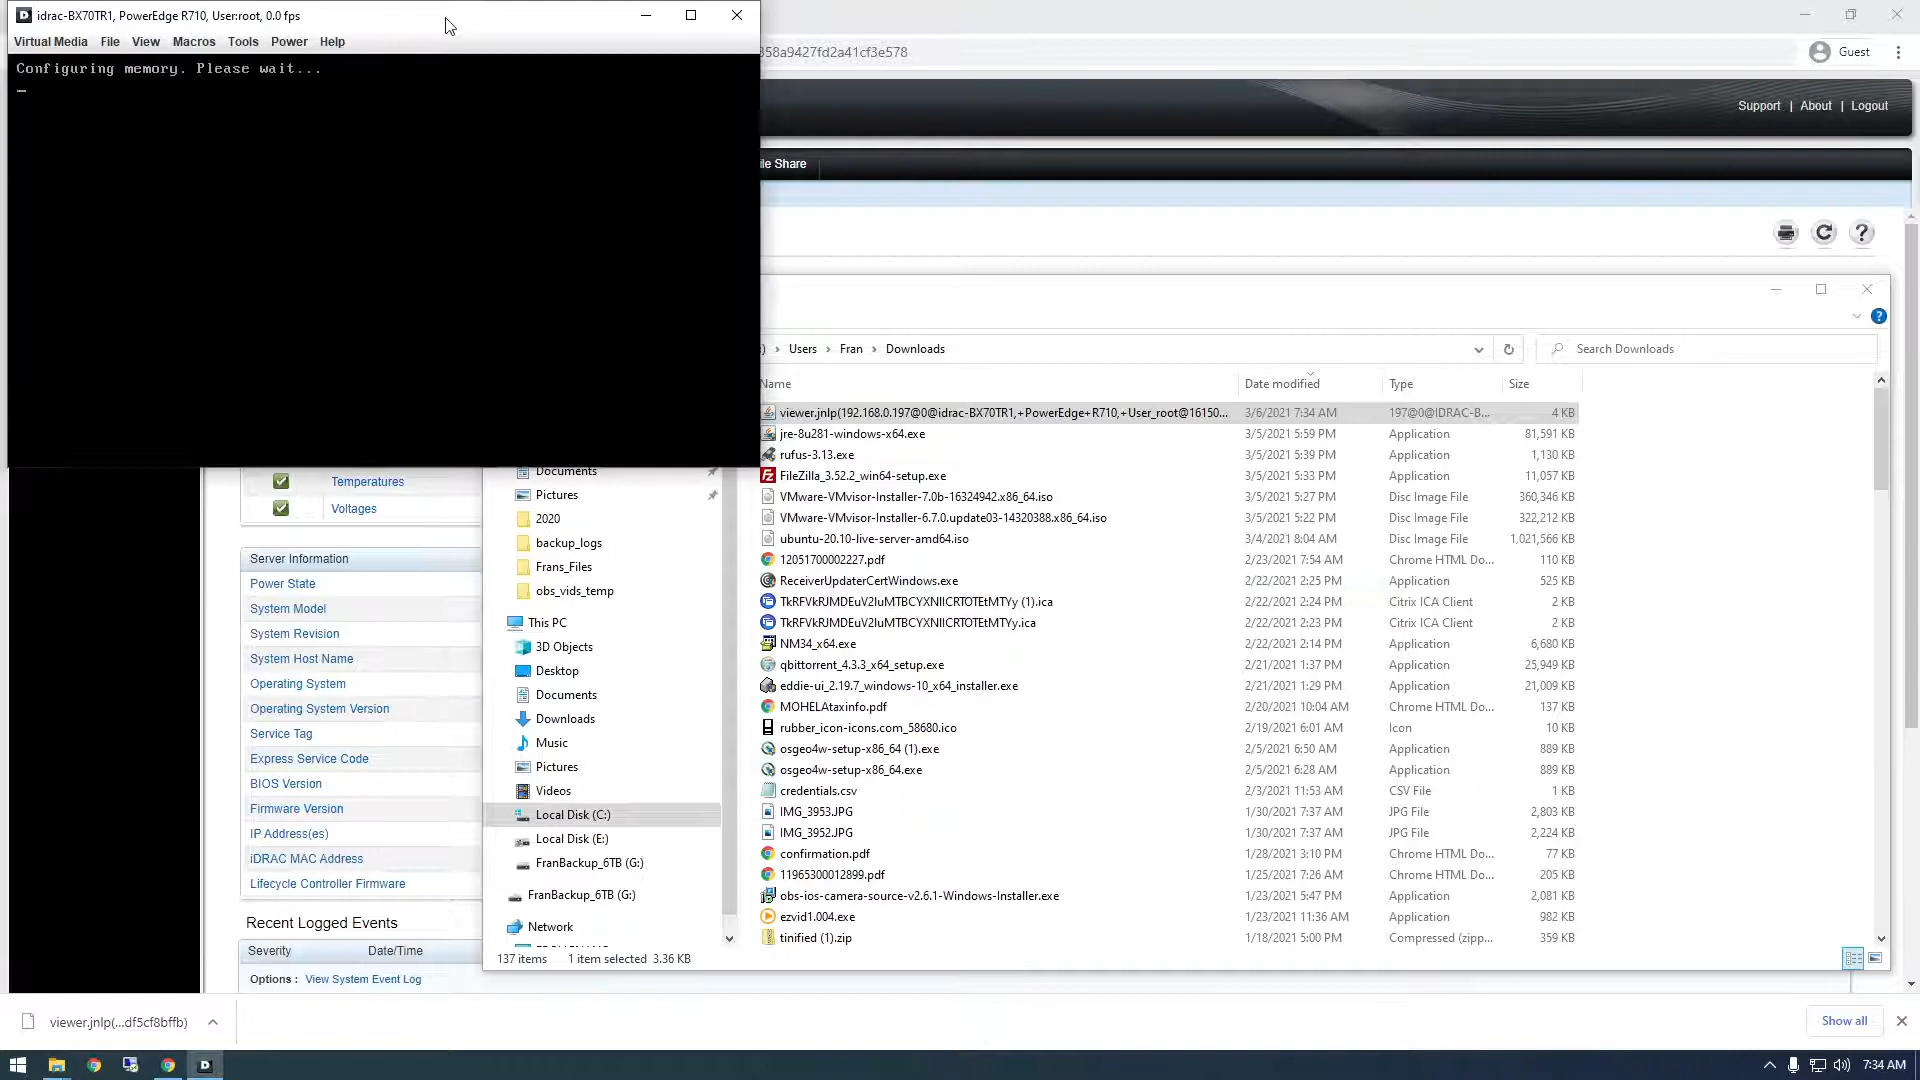 idrac-BX70TR1, PowerEdge R710, User:root, 0.0 fps
Virtual Media File View Macros Tools Power Help
Configuring memory. Please wait...
358a9427fd2a41cf3e578
Guest
Support | About | Logout
ile Share
Users > Fran > Downloads
Search Downloads
Name Date modified Type Size
viewer.jnlp(192.168.0.197@0@idrac-BX70TR1,+PowerEdge+R710,+User_root@16150... 3/6/2021 7:34 AM 197@0@IDRAC-B... 4 KB
jre-8u281-windows-x64.exe 3/5/2021 5:59 PM Application 81,591 KB
rufus-3.13.exe 3/5/2021 5:39 PM Application 1,130 KB
FileZilla_3.52.2_win64-setup.exe 3/5/2021 5:33 PM Application 11,057 KB
VMware-VMvisor-Installer-7.0b-16324942.x86_64.iso 3/5/2021 5:27 PM Disc Image File 360,346 KB
VMware-VMvisor-Installer-6.7.0.update03-14320388.x86_64.iso 3/5/2021 5:22 PM Disc Image File 322,212 KB
ubuntu-20.10-live-server-amd64.iso 3/4/2021 8:04 AM Disc Image File 1,021,566 KB
12051700002227.pdf 2/23/2021 7:54 AM Chrome HTML Do... 110 KB
ReceiverUpdaterCertWindows.exe 2/22/2021 2:25 PM Application 525 KB
TkRFVkRJMDEuV2luMTBCYXNlICRTOTEtMTYy (1).ica 2/22/2021 2:24 PM Citrix ICA Client 2 KB
TkRFVkRJMDEuV2luMTBCYXNlICRTOTEtMTYy.ica 2/22/2021 2:23 PM Citrix ICA Client 2 KB
NM34_x64.exe 2/22/2021 2:14 PM Application 6,680 KB
qbittorrent_4.3.3_x64_setup.exe 2/21/2021 1:37 PM Application 25,949 KB
eddie-ui_2.19.7_windows-10_x64_installer.exe 2/21/2021 1:29 PM Application 21,009 KB
MOHELAtaxinfo.pdf 2/20/2021 10:04 AM Chrome HTML Do... 137 KB
rubber_icon-icons.com_58680.ico 2/19/2021 6:01 AM Icon 10 KB
osgeo4w-setup-x86_64 (1).exe 2/5/2021 6:50 AM Application 889 KB
osgeo4w-setup-x86_64.exe 2/5/2021 6:28 AM Application 889 KB
credentials.csv 2/3/2021 11:53 AM CSV File 1 KB
IMG_3953.JPG 1/30/2021 7:37 AM JPG File 2,803 KB
IMG_3952.JPG 1/30/2021 7:37 AM JPG File 2,224 KB
confirmation.pdf 1/28/2021 3:10 PM Chrome HTML Do... 77 KB
11965300012899.pdf 1/25/2021 7:26 AM Chrome HTML Do... 205 KB
obs-ios-camera-source-v2.6.1-Windows-Installer.exe 1/23/2021 5:47 PM Application 2,081 KB
ezvid1.004.exe 1/23/2021 11:36 AM Application 982 KB
tinified (1).zip 1/18/2021 5:00 PM Compressed (zipp... 359 KB
Documents
Pictures
2020
backup_logs
Frans_Files
obs_vids_temp
This PC
3D Objects
Desktop
Documents
Downloads
Music
Pictures
Videos
Local Disk (C:)
Local Disk (E:)
FranBackup_6TB (G:)
FranBackup_6TB (G:)
Network
137 items 1 item selected 3.36 KB
Temperatures
Voltages
Server Information
Power State
System Model
System Revision
System Host Name
Operating System
Operating System Version
Service Tag
Express Service Code
BIOS Version
Firmware Version
IP Address(es)
iDRAC MAC Address
Lifecycle Controller Firmware
Recent Logged Events
Severity Date/Time
Options : View System Event Log
viewer.jnlp(...df5cf8bffb)
Show all
7:34 AM